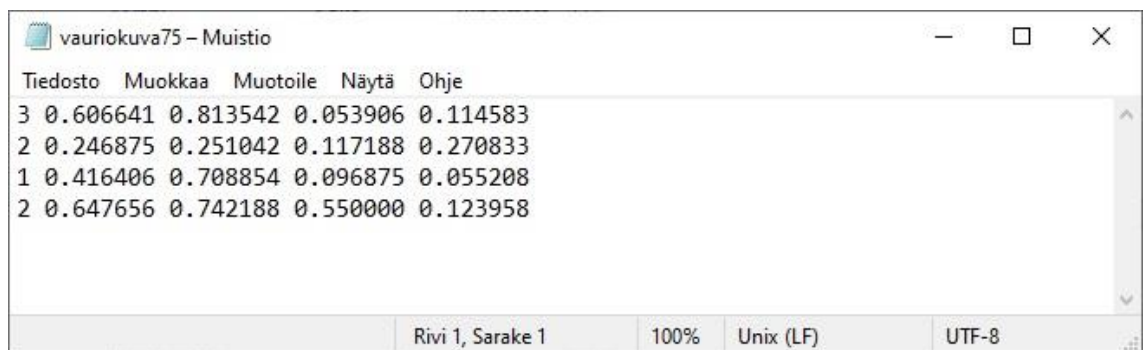 vauriokuva75 – Muistio
Tiedosto Muokkaa Muotoile Näytä Ohje
3 0.606641 0.813542 0.053906 0.114583
2 0.246875 0.251042 0.117188 0.270833
1 0.416406 0.708854 0.096875 0.055208
2 0.647656 0.742188 0.550000 0.123958
Rivi 1, Sarake 1 100% Unix (LF) UTF-8